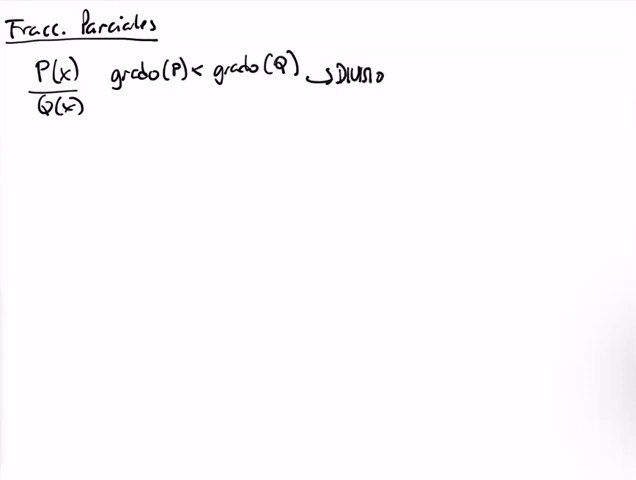 Fracc. Parciales
P(x) grado(P) < grado(Q) → Divisio
Q(x)